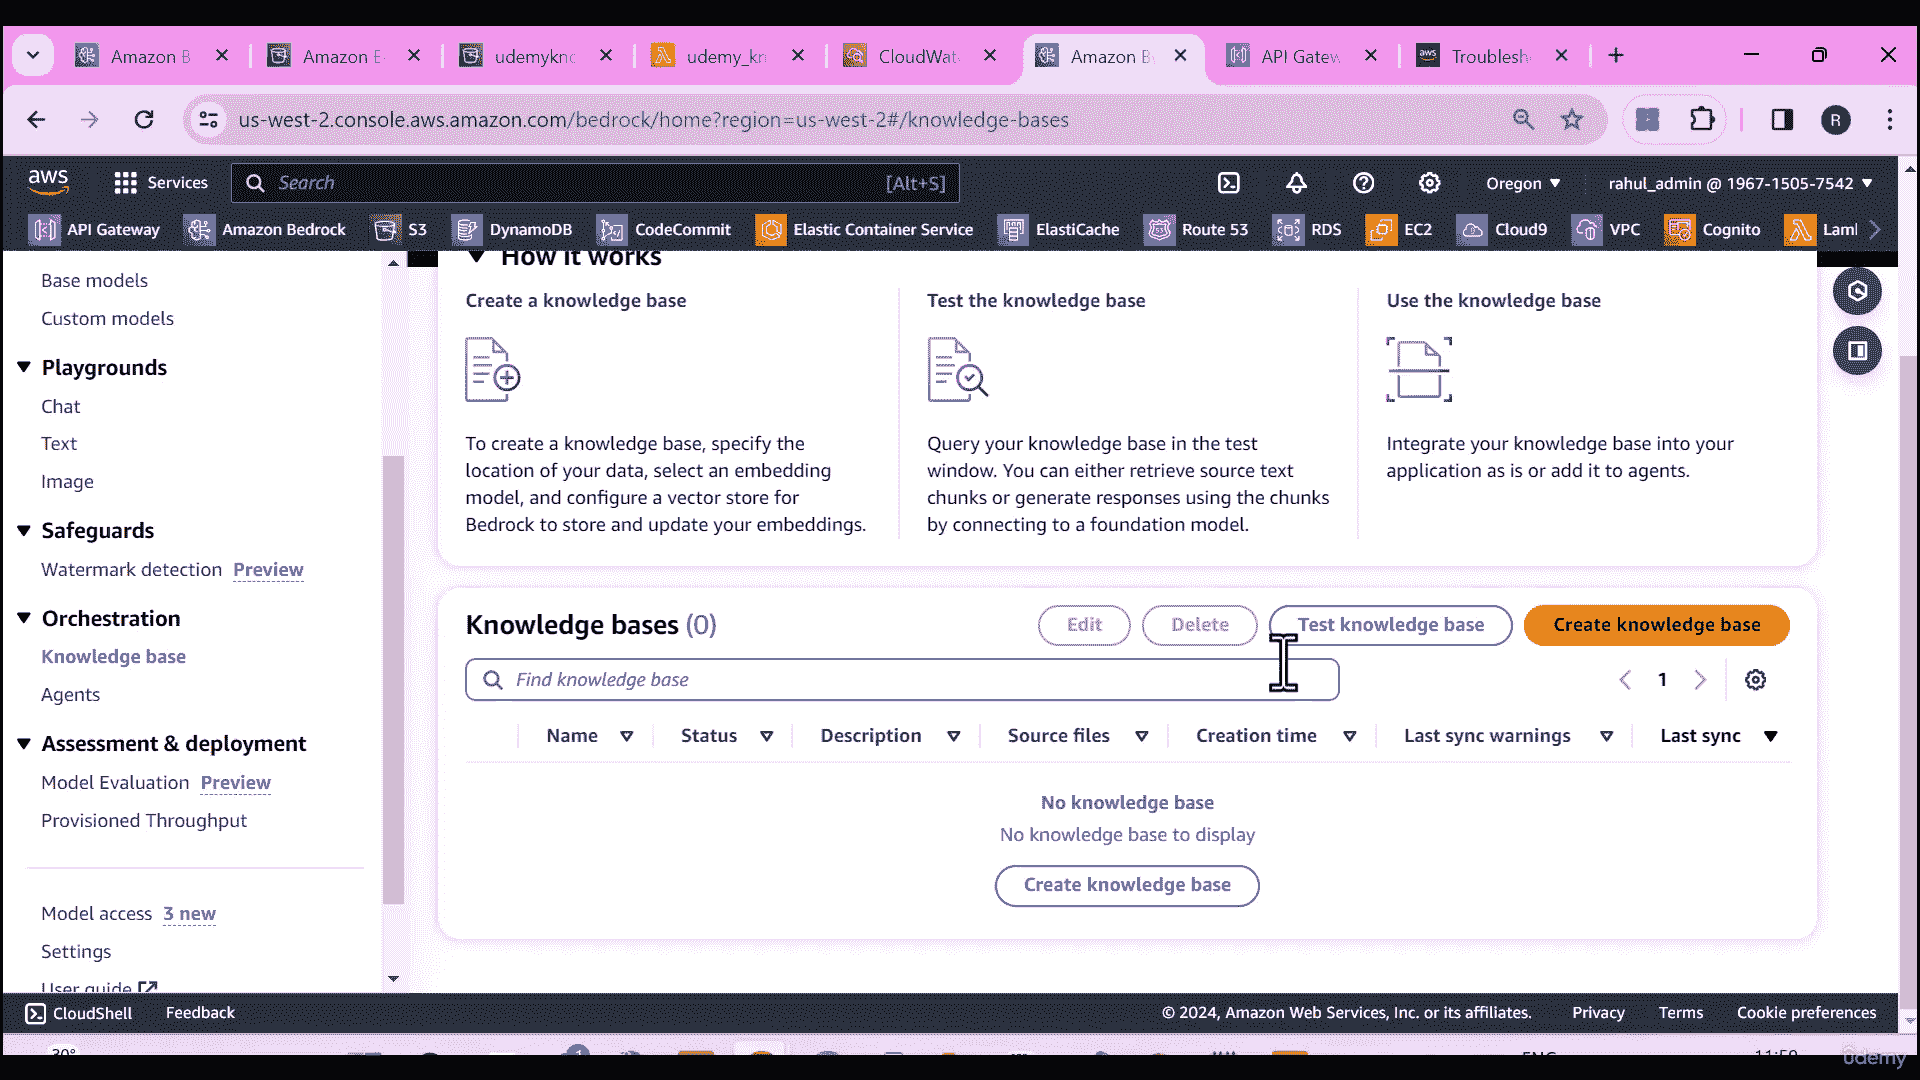 Amazon B
Amazon E
udemykno
udemy_kn
CloudWat
Amazon B
API Gatew
Troublesh
us-west-2.console.aws.amazon.com/bedrock/home?region=us-west-2#/knowledge-bases
R
aws
Services
Search
[Alt+S]
Oregon
rahul_admin @ 1967-1505-7542
API Gateway
Amazon Bedrock
S3
DynamoDB
CodeCommit
Elastic Container Service
ElastiCache
Route 53
RDS
EC2
Cloud9
VPC
Cognito
Laml
Base models
Custom models
Playgrounds
Chat
Text
Image
Safeguards
Watermark detection Preview
Orchestration
Knowledge base
Agents
Assessment & deployment
Model Evaluation Preview
Provisioned Throughput
Model access 3 new
Settings
User guide
How it works
Create a knowledge base
To create a knowledge base, specify the
location of your data, select an embedding
model, and configure a vector store for
Bedrock to store and update your embeddings.
Test the knowledge base
Query your knowledge base in the test
window. You can either retrieve source text
chunks or generate responses using the chunks
by connecting to a foundation model.
Use the knowledge base
Integrate your knowledge base into your
application as is or add it to agents.
Knowledge bases (0)
Edit
Delete
Test knowledge base
Create knowledge base
Find knowledge base
1
Name
Status
Description
Source files
Creation time
Last sync warnings
Last sync
No knowledge base
No knowledge base to display
Create knowledge base
CloudShell
Feedback
© 2024, Amazon Web Services, Inc. or its affiliates.
Privacy
Terms
Cookie preferences
30°
ENG
11:59
udemy